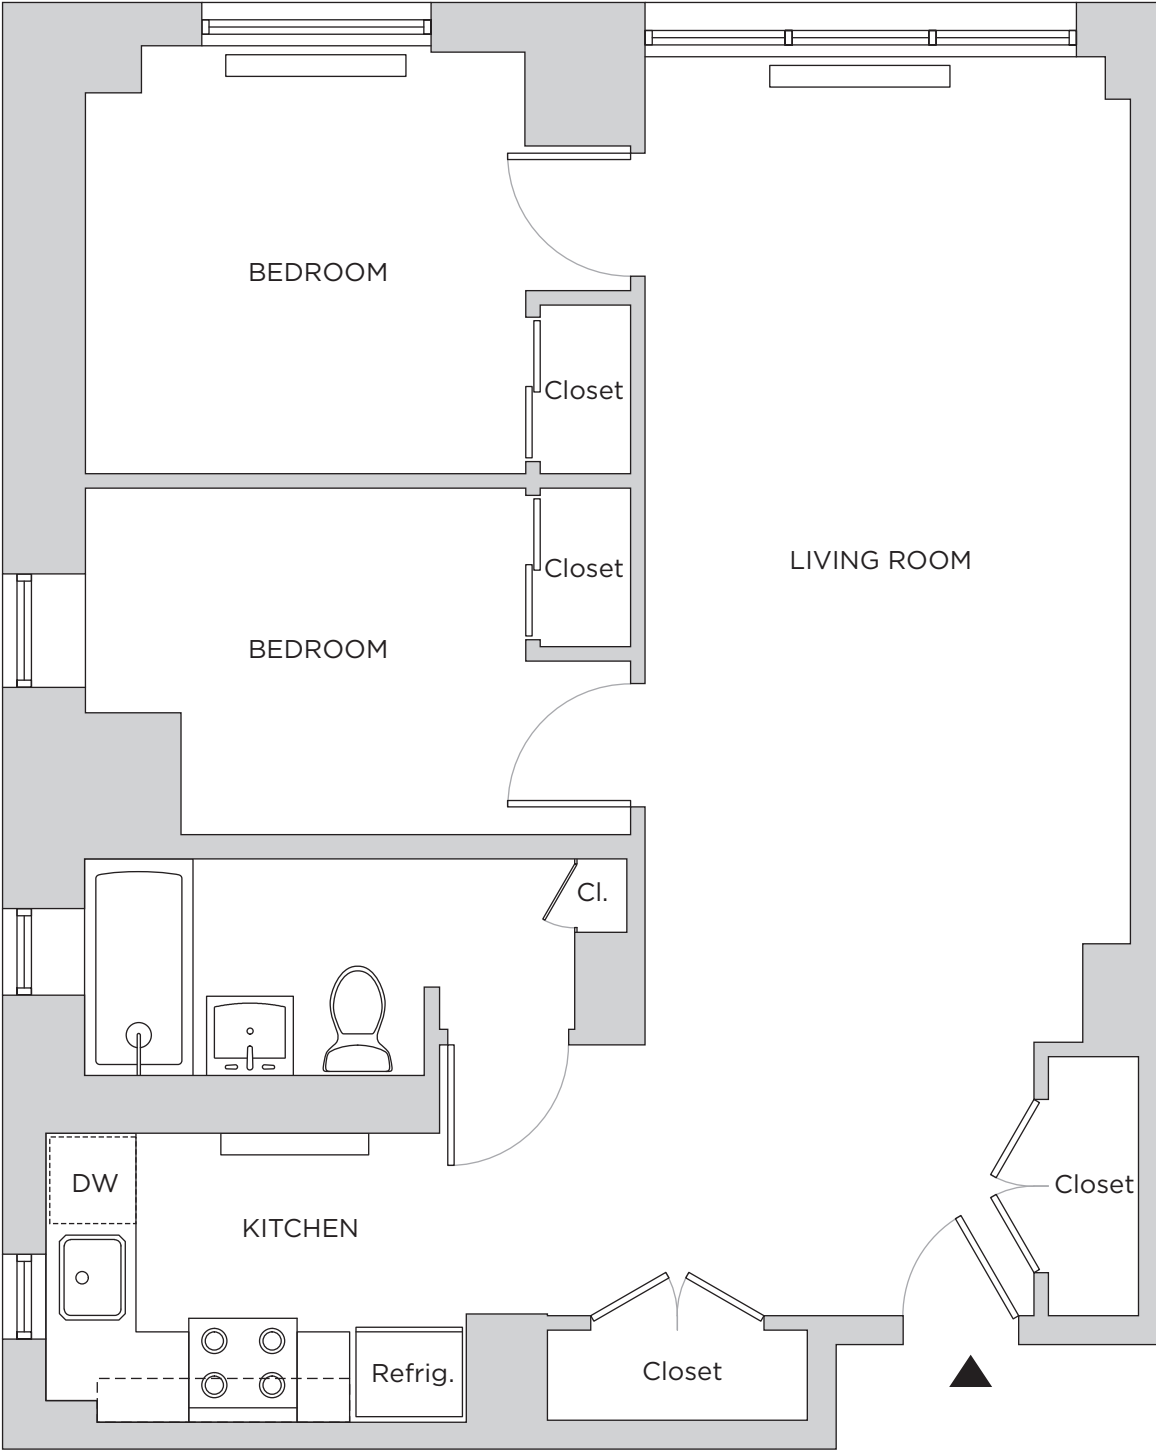 BEDROOM
Closet
Closet
LIVING ROOM
BEDROOM
Cl.
DW
Closet
KITCHEN
Refrig.
Closet